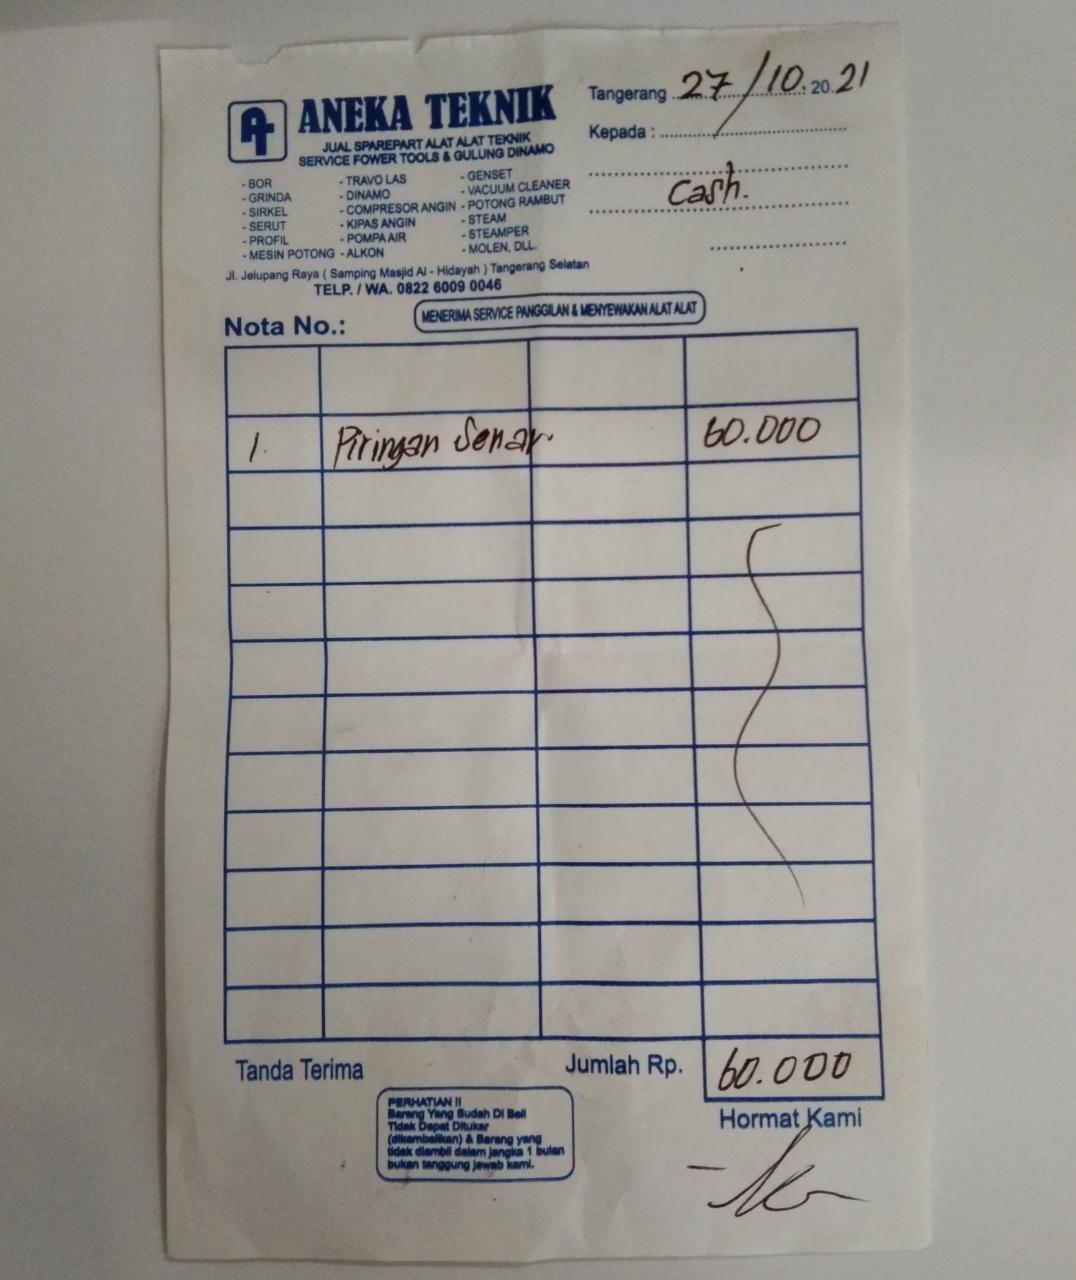 AT
ANEKA TEKNIK
JUAL SPAREPART ALAT ALAT TEKNIK
SERVICE FOWER TOOLS & GULUNG DINAMO
- BOR
- GRINDA
- SIRKEL
- SERUT
- PROFIL
- MESIN POTONG
- TRAVO LAS
- DINAMO
- COMPRESOR ANGIN
- KIPAS ANGIN
- POMPA AIR
- ALKON
- GENSET
- VACUUM CLEANER
- POTONG RAMBUT
- STEAM
- STEAMPER
- MOLEN, DLL.
Jl. Jelupang Raya ( Samping Masjid Al - Hidayah ) Tangerang Selatan
TELP. / WA. 0822 6009 0046
Tangerang 27/10. 20.21
Kepada :
Cash.
MENERIMA SERVICE PANGGILAN & MENYEWAKAN ALAT ALAT
Nota No.:
1. Piringan Senar 60.000
Tanda Terima
Jumlah Rp. 60.000
PERHATIAN !!
Barang Yang Sudah Di Beli
Tidak Dapat Ditukar
(dikembalikan) & Barang yang
tidak diambil dalam jangka 1 bulan
bukan tanggung jawab kami.
Hormat Kami